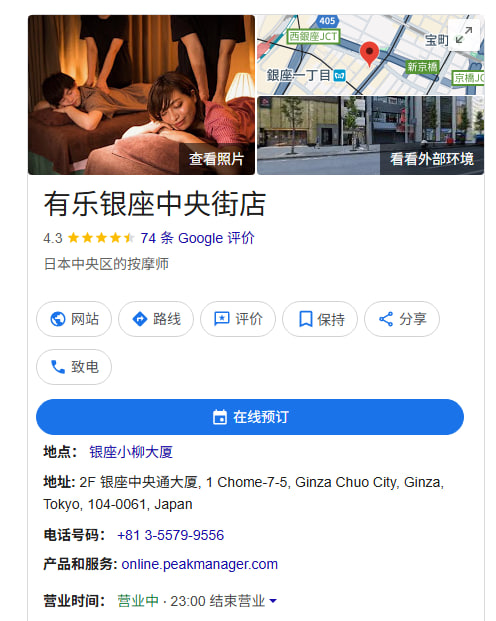 405
西銀座JCT
宝町
新京橋
銀座一丁目
京橋JC
查看照片
看看外部环境
有乐银座中央街店
4.3 74 条 Google 评价
日本中央区的按摩师
网站 路线 评价 保持 分享
致电
在线预订
地点： 银座小柳大厦
地址: 2F 银座中央通大厦, 1 Chome-7-5, Ginza Chuo City, Ginza,
Tokyo, 104-0061, Japan
电话号码： +81 3-5579-9556
产品和服务: online.peakmanager.com
营业时间： 营业中 · 23:00 结束营业